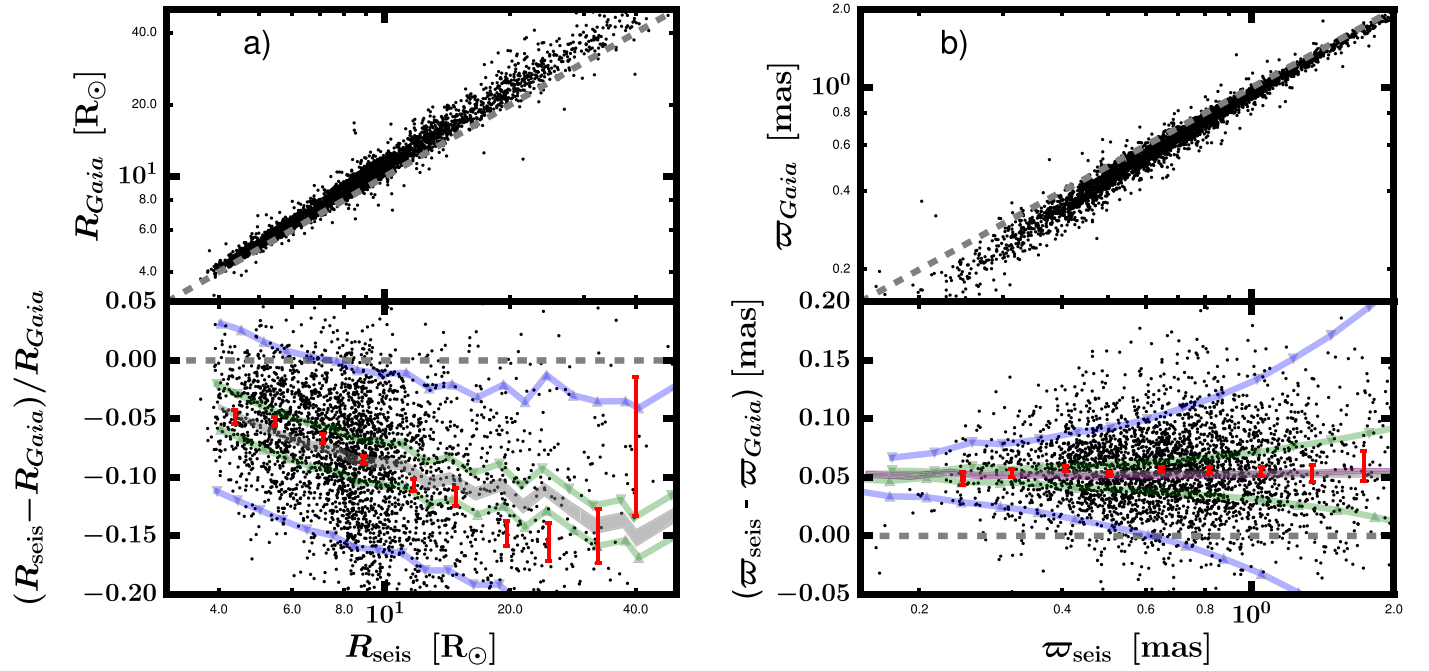 a)
R_Gaia [R_⊙]
40.0
20.0
10^1
8.0
6.0
4.0
(R_seis−R_Gaia)/R_Gaia
0.05
0.00
−0.05
−0.10
−0.15
−0.20
4.0 6.0 8.0 10^1 20.0 40.0
R_seis [R_⊙]
b)
ϖ_Gaia [mas]
2.0
10^0
0.8
0.6
0.4
0.2
(ϖ_seis - ϖ_Gaia) [mas]
0.20
0.15
0.10
0.05
0.00
−0.05
0.2 0.4 0.6 0.8 10^0 2.0
ϖ_seis [mas]